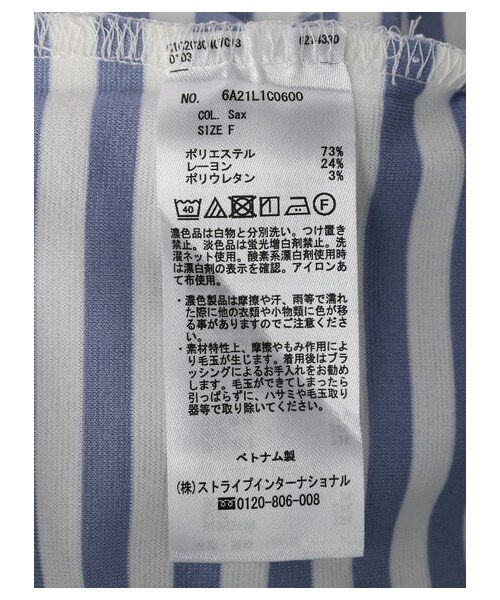 NO. 6A21L1C0600
COL. Sax
SIZE F
ポリエステル 73%
レーヨン 24%
ポリウレタン 3%
40 F
濃色品は白物と分別洗い。つけ置き
禁止。淡色品は蛍光増白剤禁止。洗
濯ネット使用。酸素系漂白剤使用時
は漂白剤の表示を確認。アイロンあ
て布使用。
・濃色製品は摩擦や汗、雨等で濡れ
た際に他の衣類や小物類に色が移
る事がありますのでご注意くださ
い。
・素材特性上、摩擦やもみ作用によ
り毛玉が生じます。着用後はブラ
ッシングによるお手入れをお勧め
します。毛玉ができてしまったら
引っぱらずに、ハサミや毛玉取り
器等で取り除いてください。
ベトナム製
(株)ストライプインターナショナル
0120-806-008